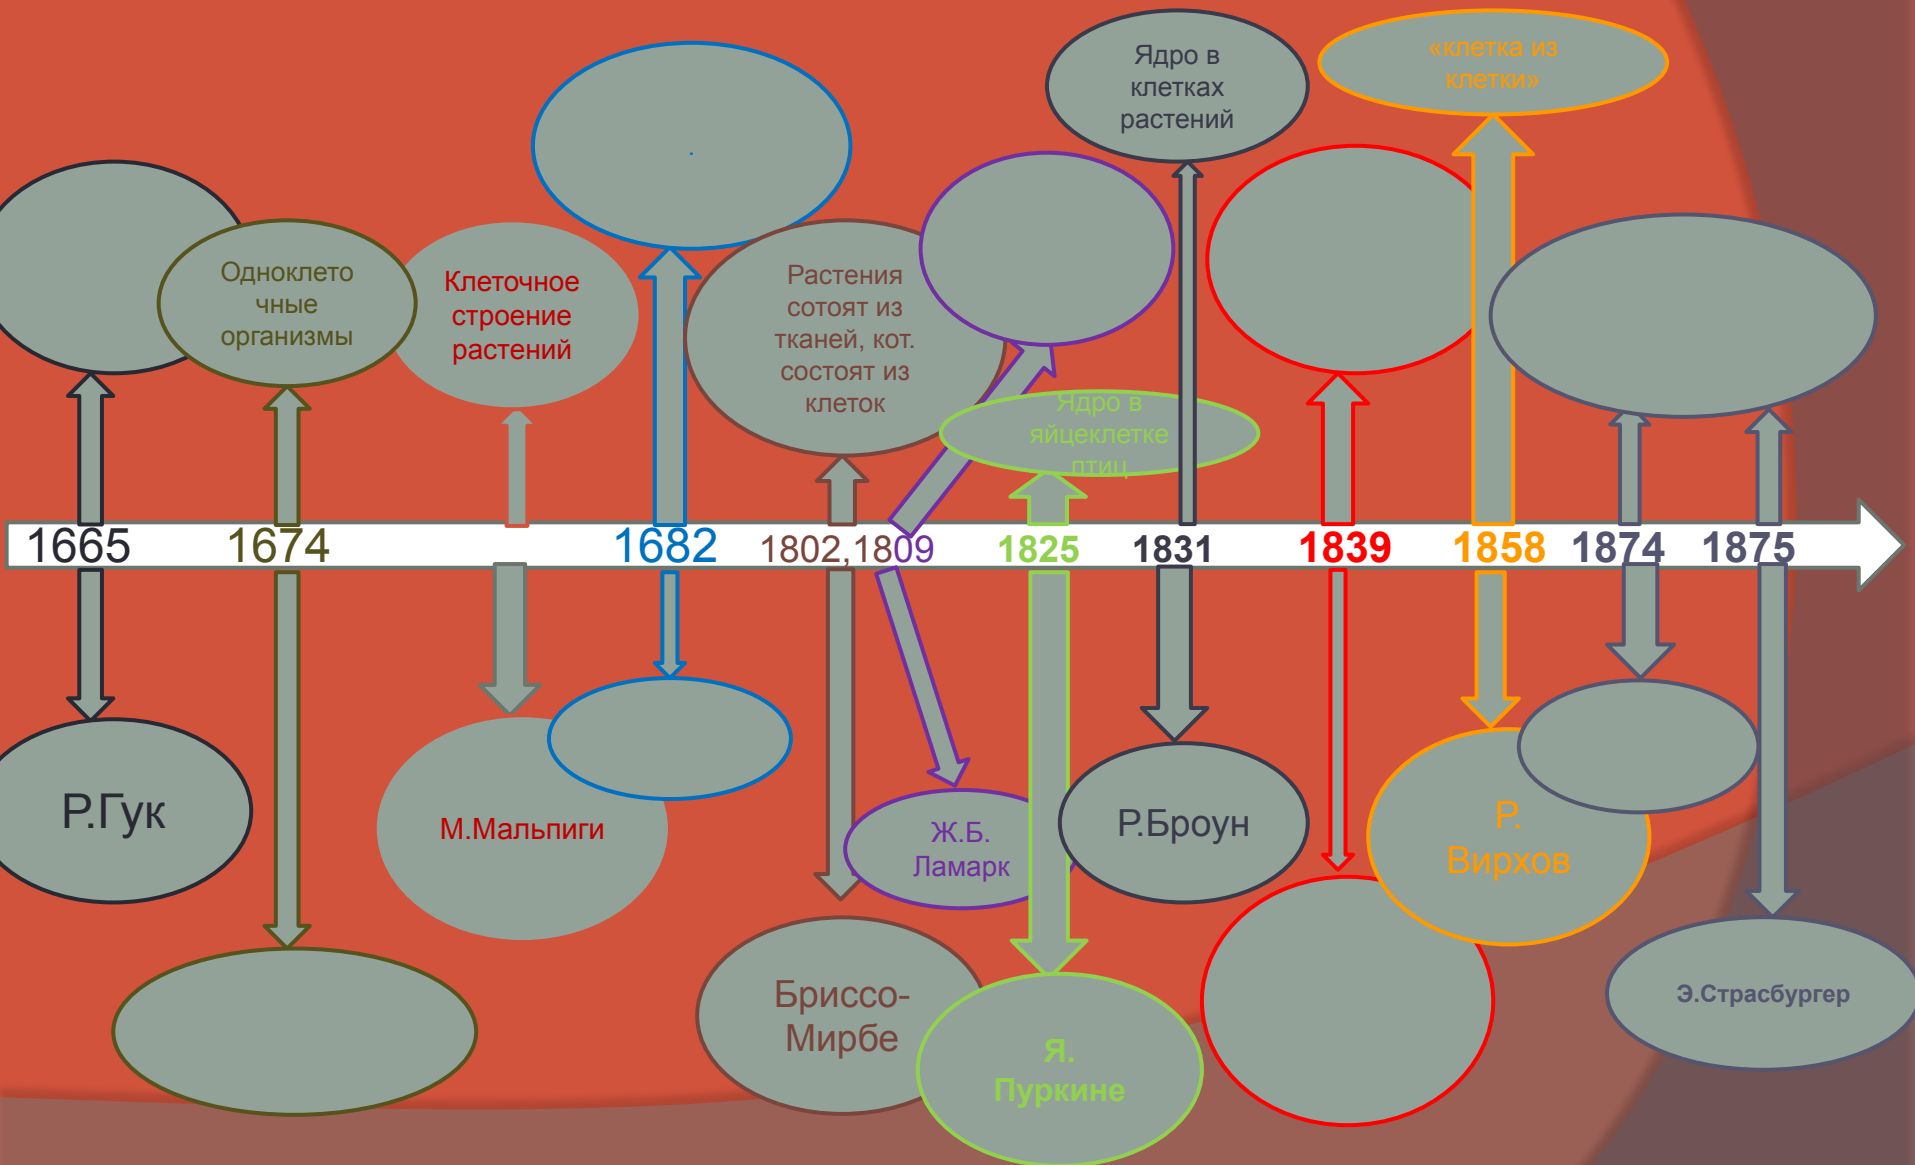 Ядро в
клетках
растений
«клетка из
клетки»
.
Одноклето
чные
организмы
Клеточное
строение
растений
Растения
сотоят из
тканей, кот.
состоят из
клеток
Ядро в
яйцеклетке
птиц
1665
1674
1682
1802,1809
1825
1831
1839
1858
1874
1875
Р.Гук
М.Мальпиги
Ж.Б.
Ламарк
Р.Броун
Р.
Вирхов
Бриссо-
Мирбе
Я.
Пуркине
Э.Страсбургер